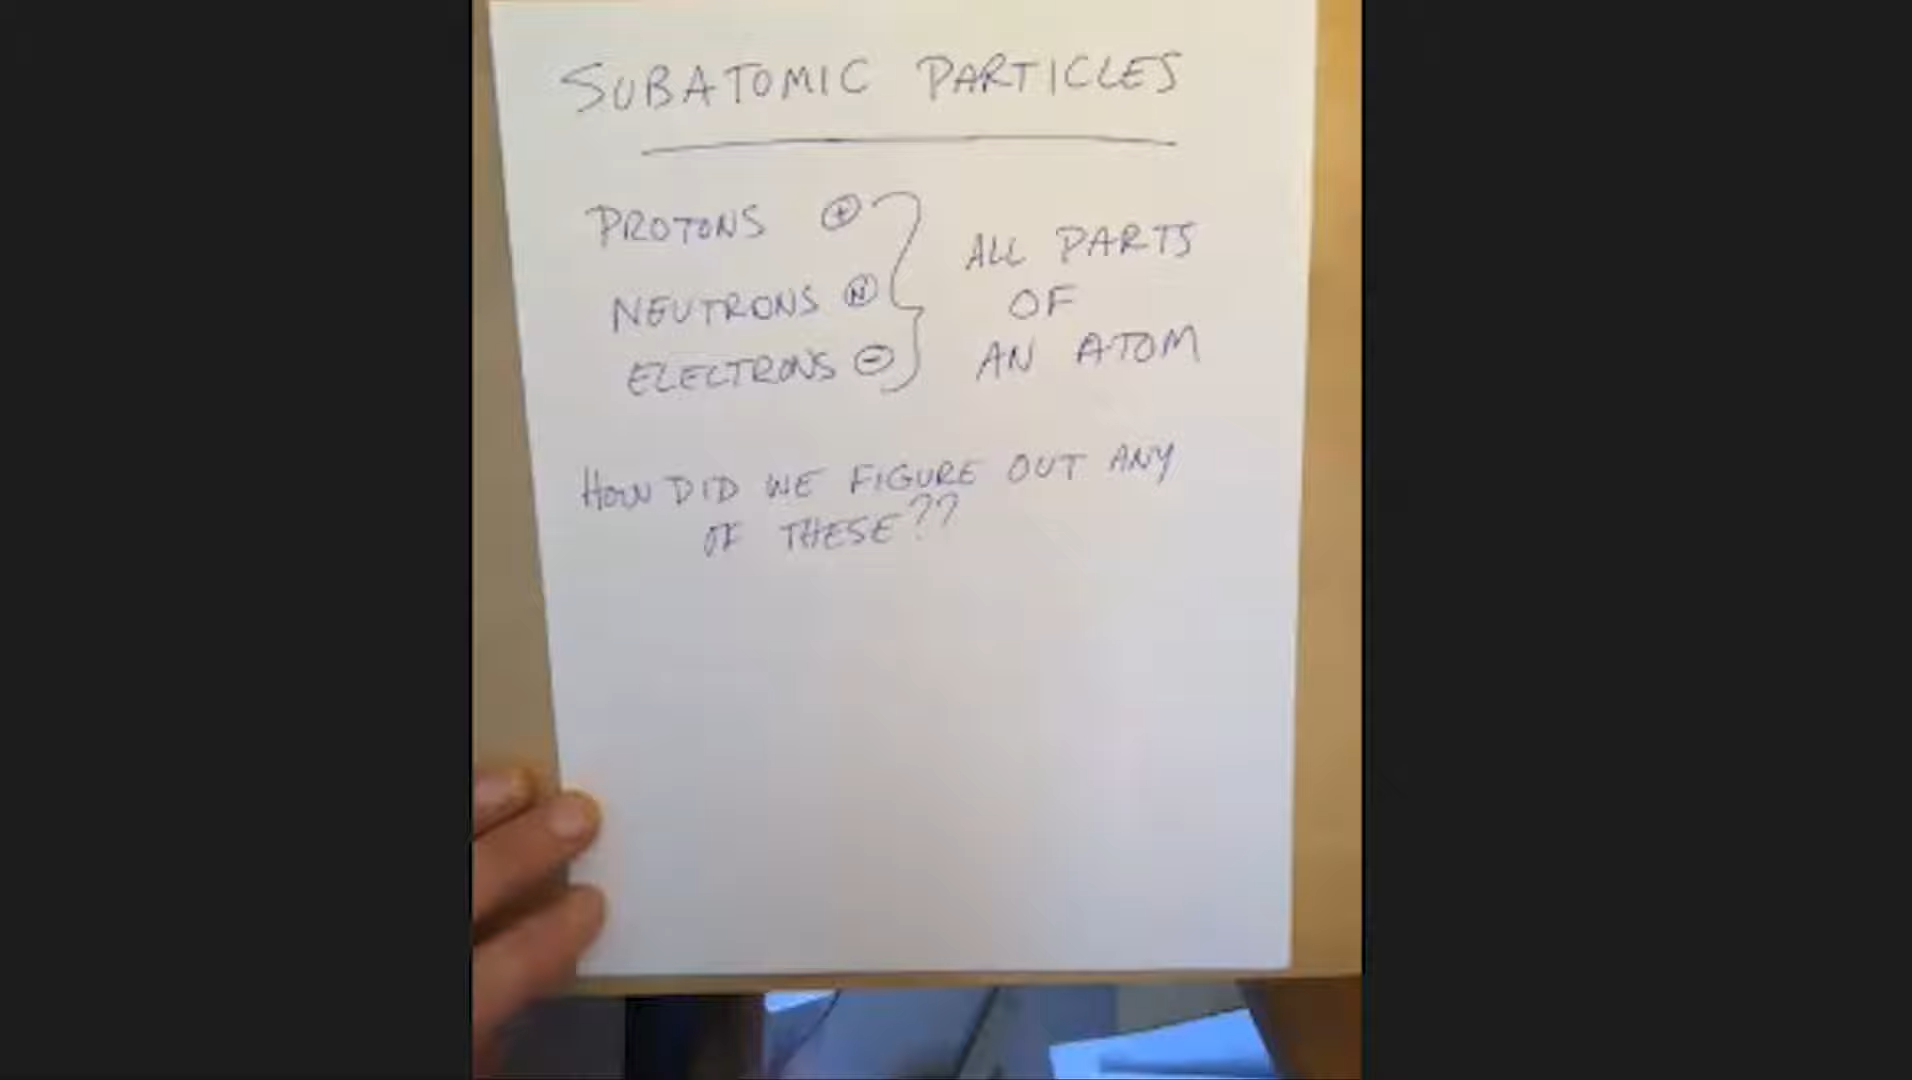 SUBATOMIC PARTICLES
PROTONS +
NEUTRONS N
ELECTRONS -
ALL PARTS
OF
AN ATOM
HOW DID WE FIGURE OUT ANY
OF THESE??